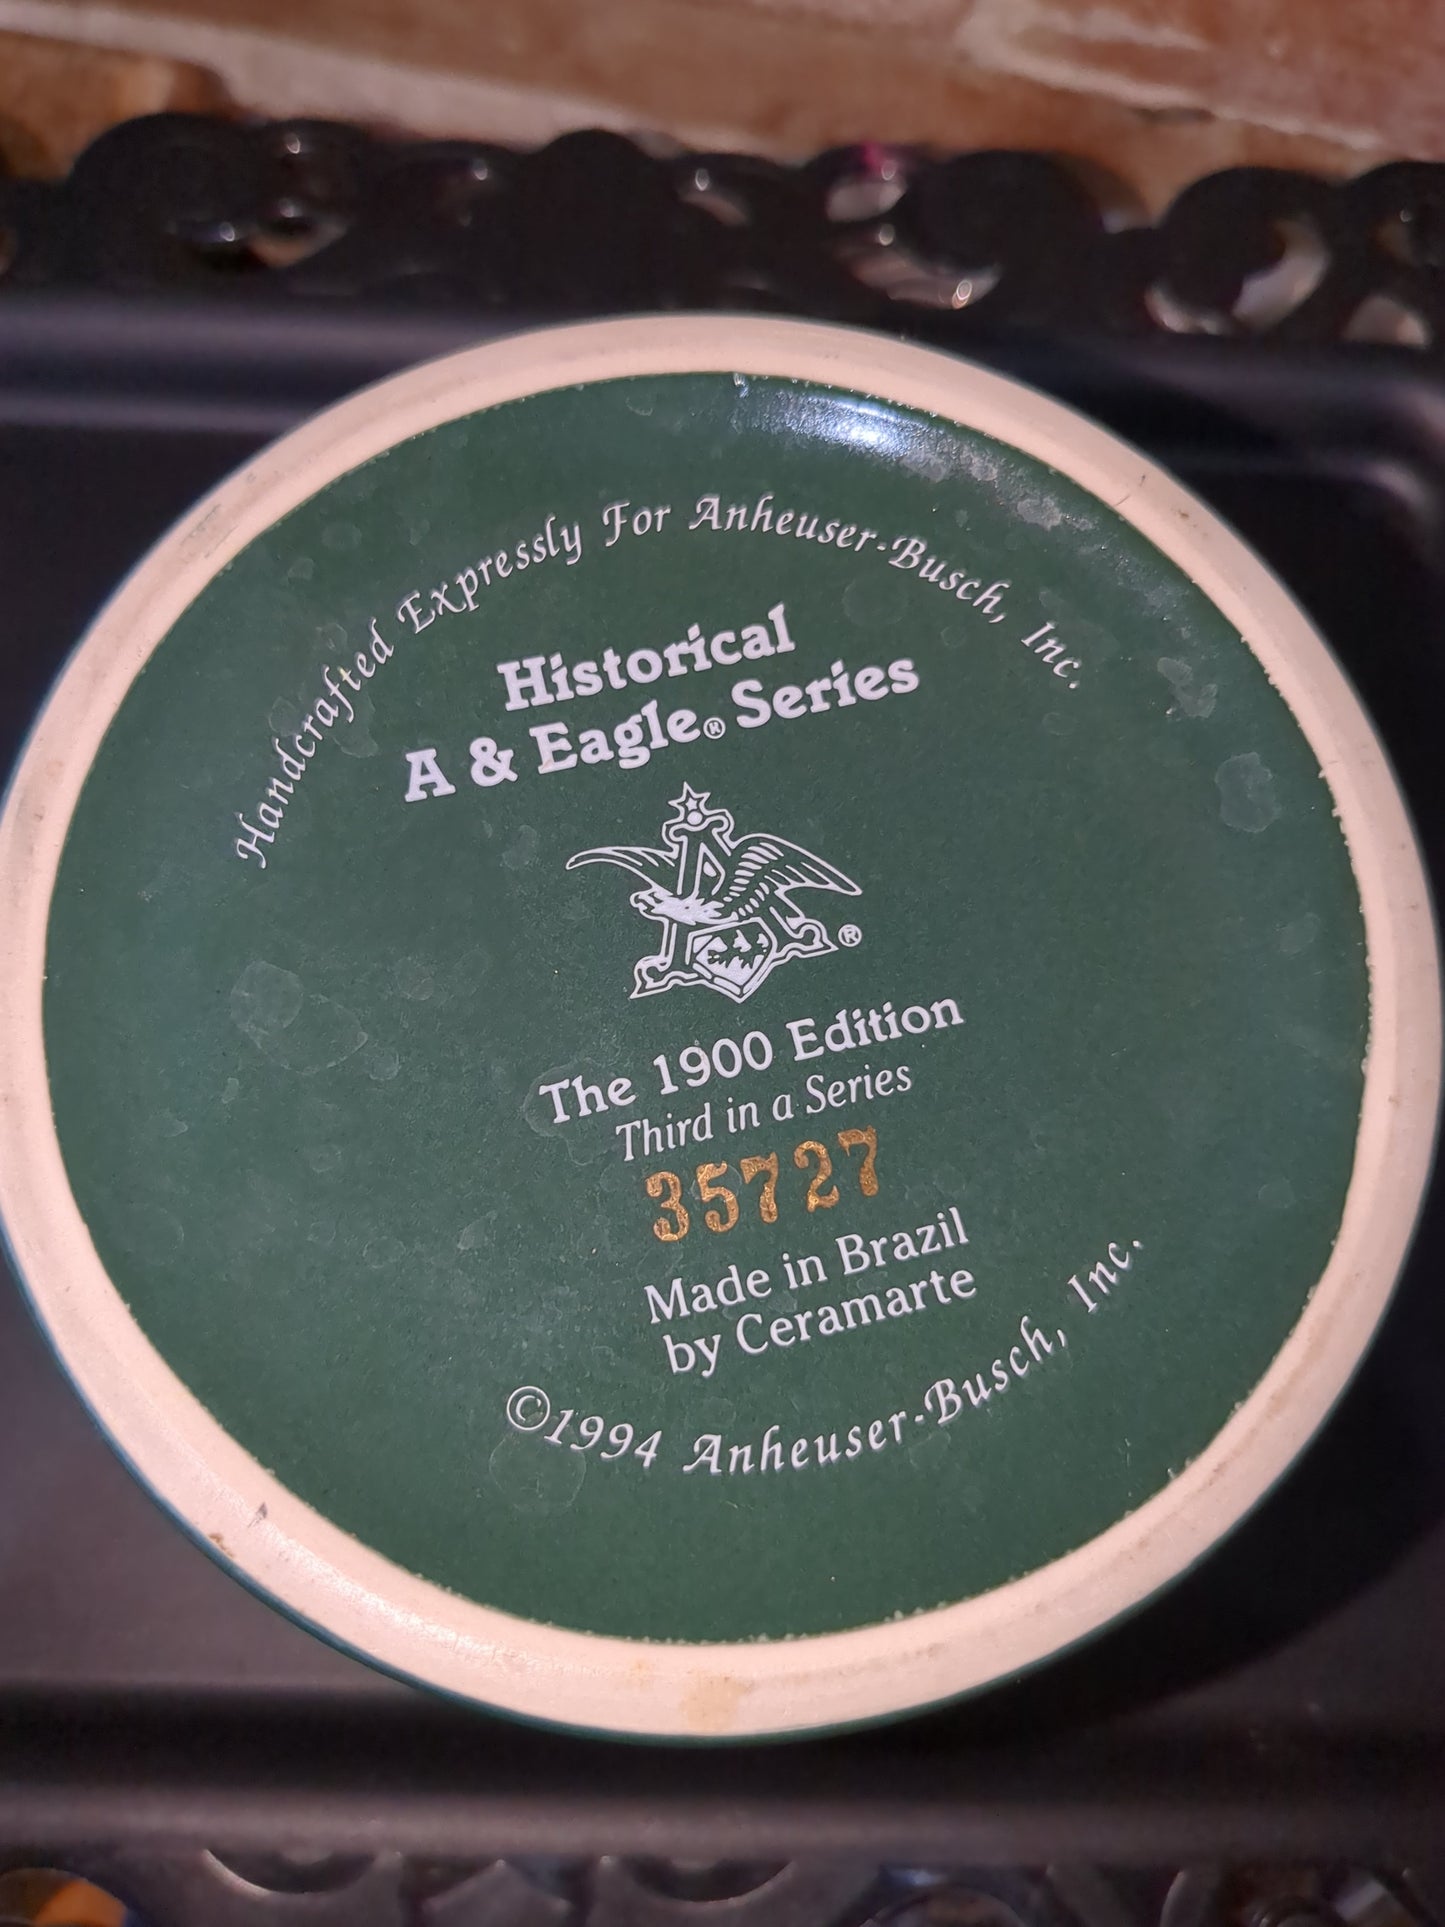 Handcrafted Expressly For Anheuser-Busch, Inc.
Historical
A & Eagle® Series
®
The 1900 Edition
Third in a Series
35727
Made in Brazil
by Ceramarte
©1994 Anheuser-Busch, Inc.